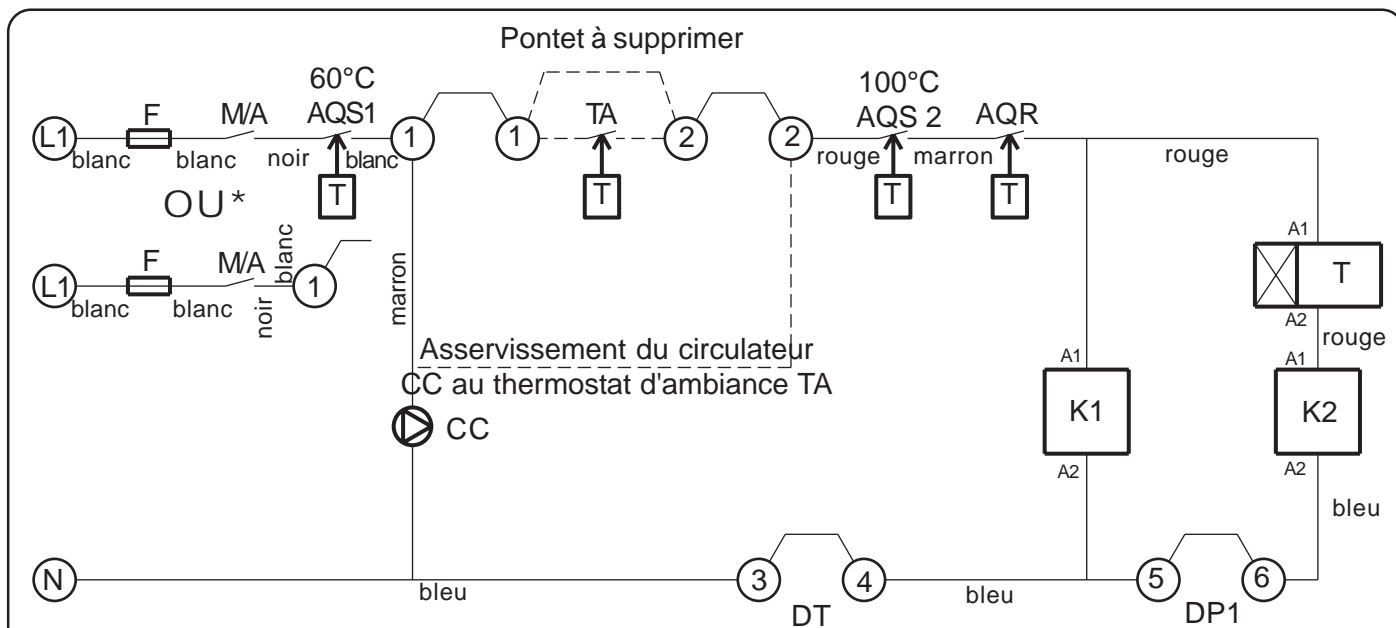 Pontet à supprimer
60°C
100°C
F
M/A
AQS1
TA
AQS 2
AQR
L1
1
1
2
2
blanc
blanc
noir
blanc
rouge
marron
rouge
T
T
T
T
OU*
F
M/A
blanc
L1
1
blanc
blanc
noir
marron
A1
T
A2
rouge
Asservissement du circulateur
CC au thermostat d'ambiance TA
A1
A1
K1
K2
CC
A2
A2
bleu
N
3
4
5
6
bleu
bleu
DT
DP1